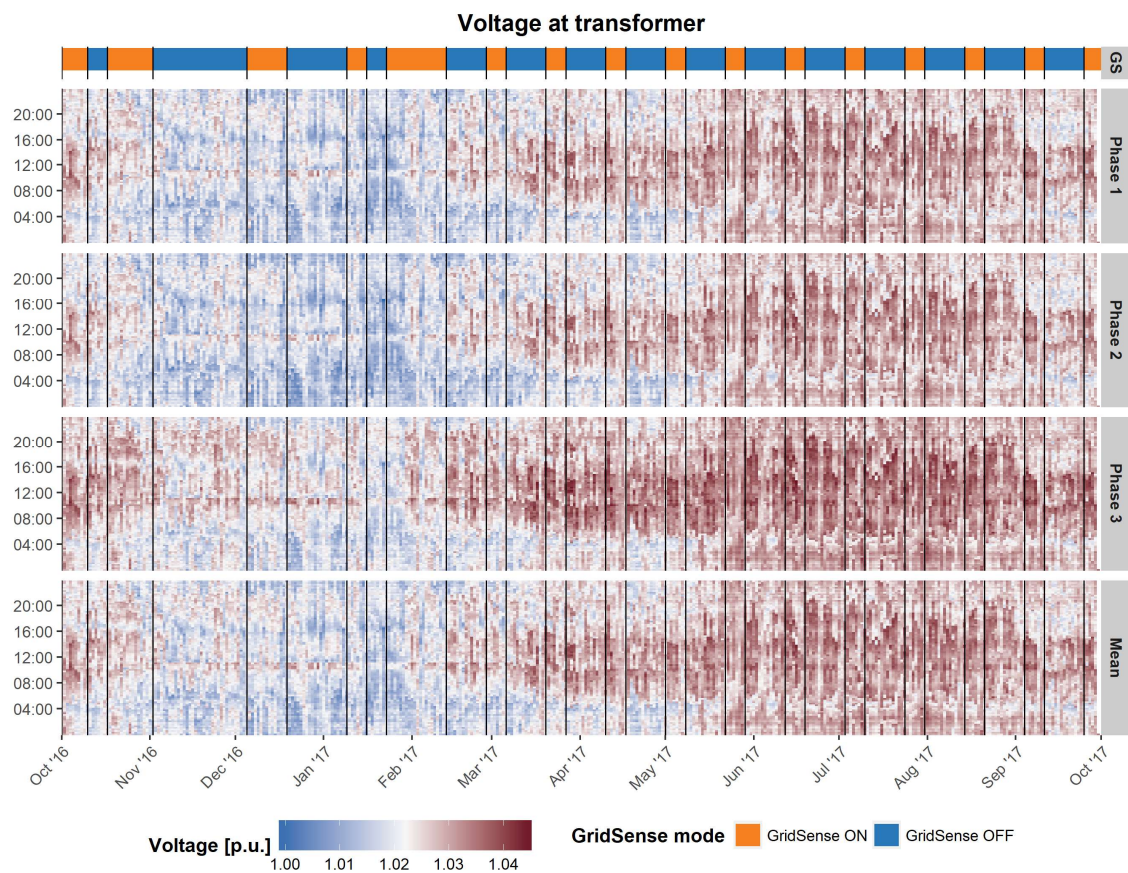 Voltage at transformer
GS
20:00
16:00
12:00
08:00
04:00
Phase 1
20:00
16:00
12:00
08:00
04:00
Phase 2
20:00
16:00
12:00
08:00
04:00
Phase 3
20:00
16:00
12:00
08:00
04:00
Mean
Oct '16 Nov '16 Dec '16 Jan '17 Feb '17 Mar '17 Apr '17 May '17 Jun '17 Jul '17 Aug '17 Sep '17 Oct '17
Voltage [p.u.]
1.00 1.01 1.02 1.03 1.04
GridSense mode GridSense ON GridSense OFF